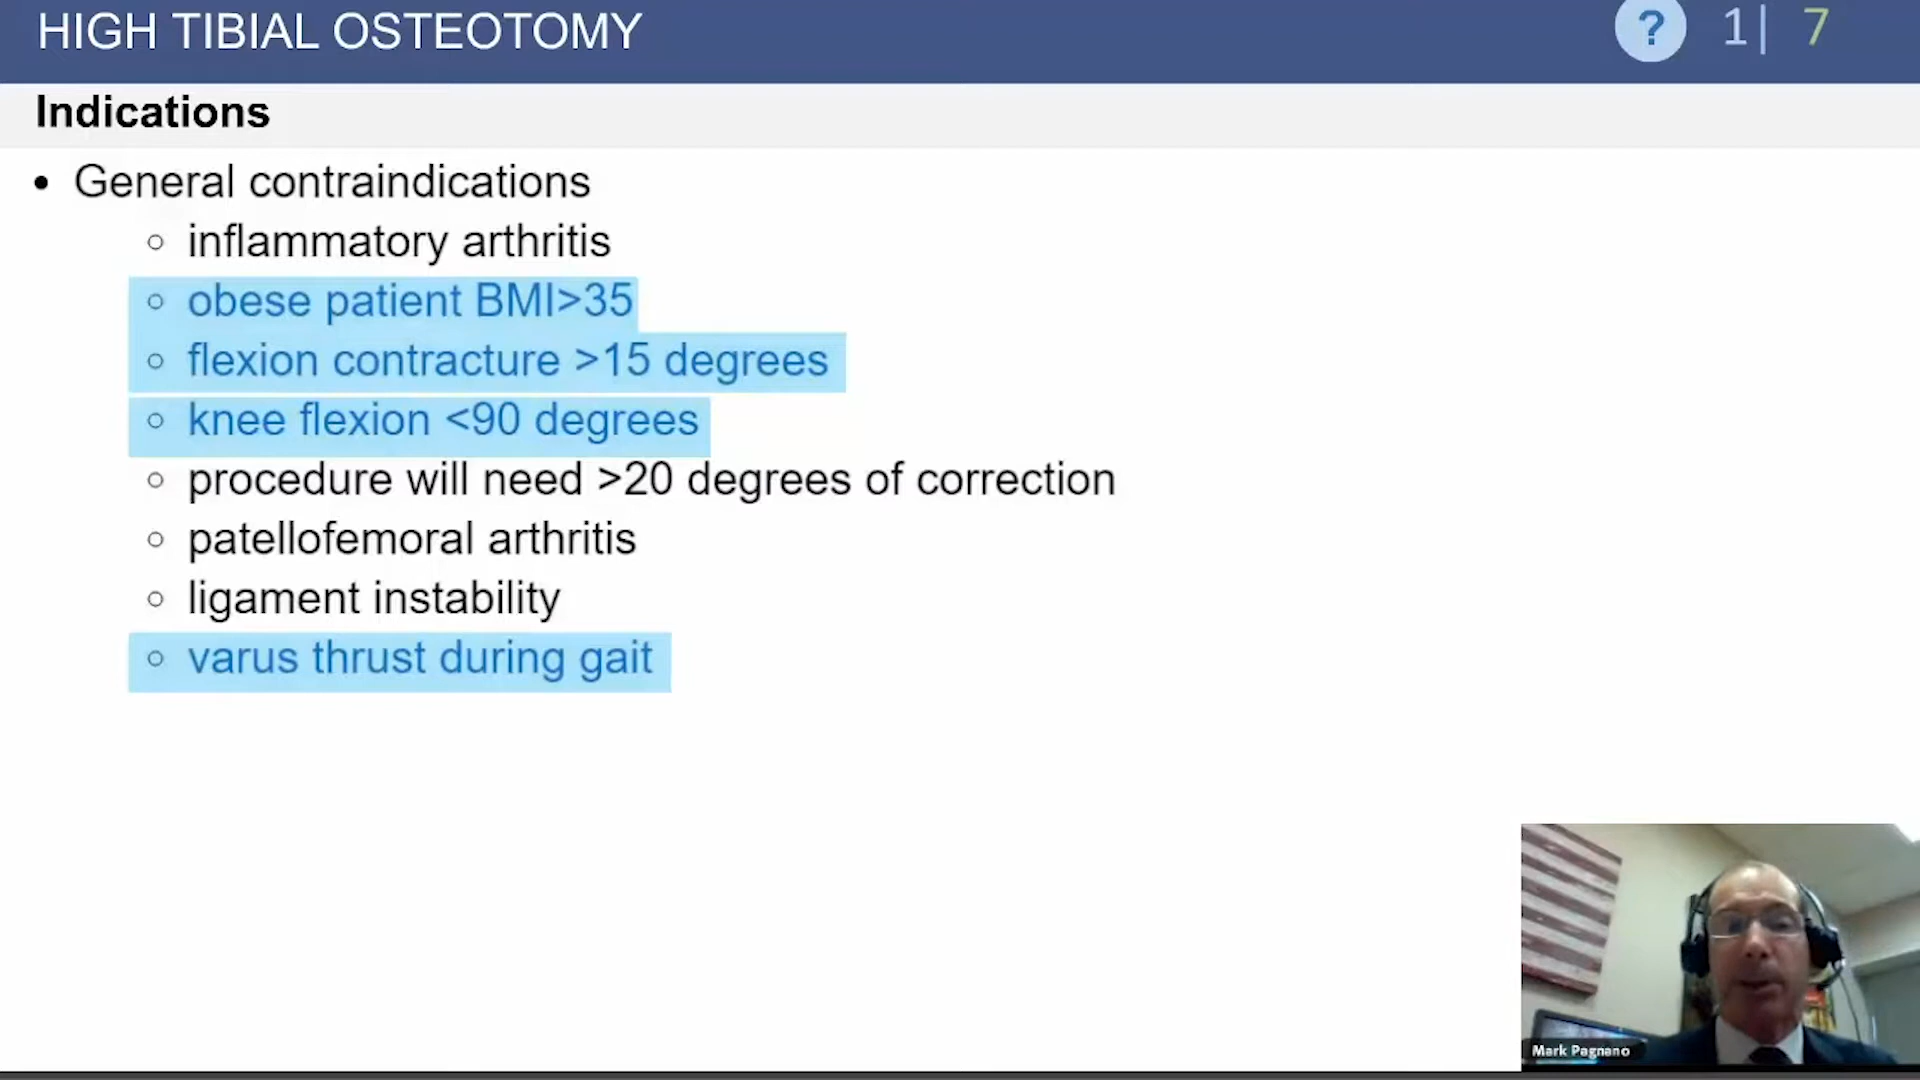 HIGH TIBIAL OSTEOTOMY
? 1| 7
Indications
• General contraindications
○ inflammatory arthritis
○ obese patient BMI>35
○ flexion contracture >15 degrees
○ knee flexion <90 degrees
○ procedure will need >20 degrees of correction
○ patellofemoral arthritis
○ ligament instability
○ varus thrust during gait
Mark Pagnano